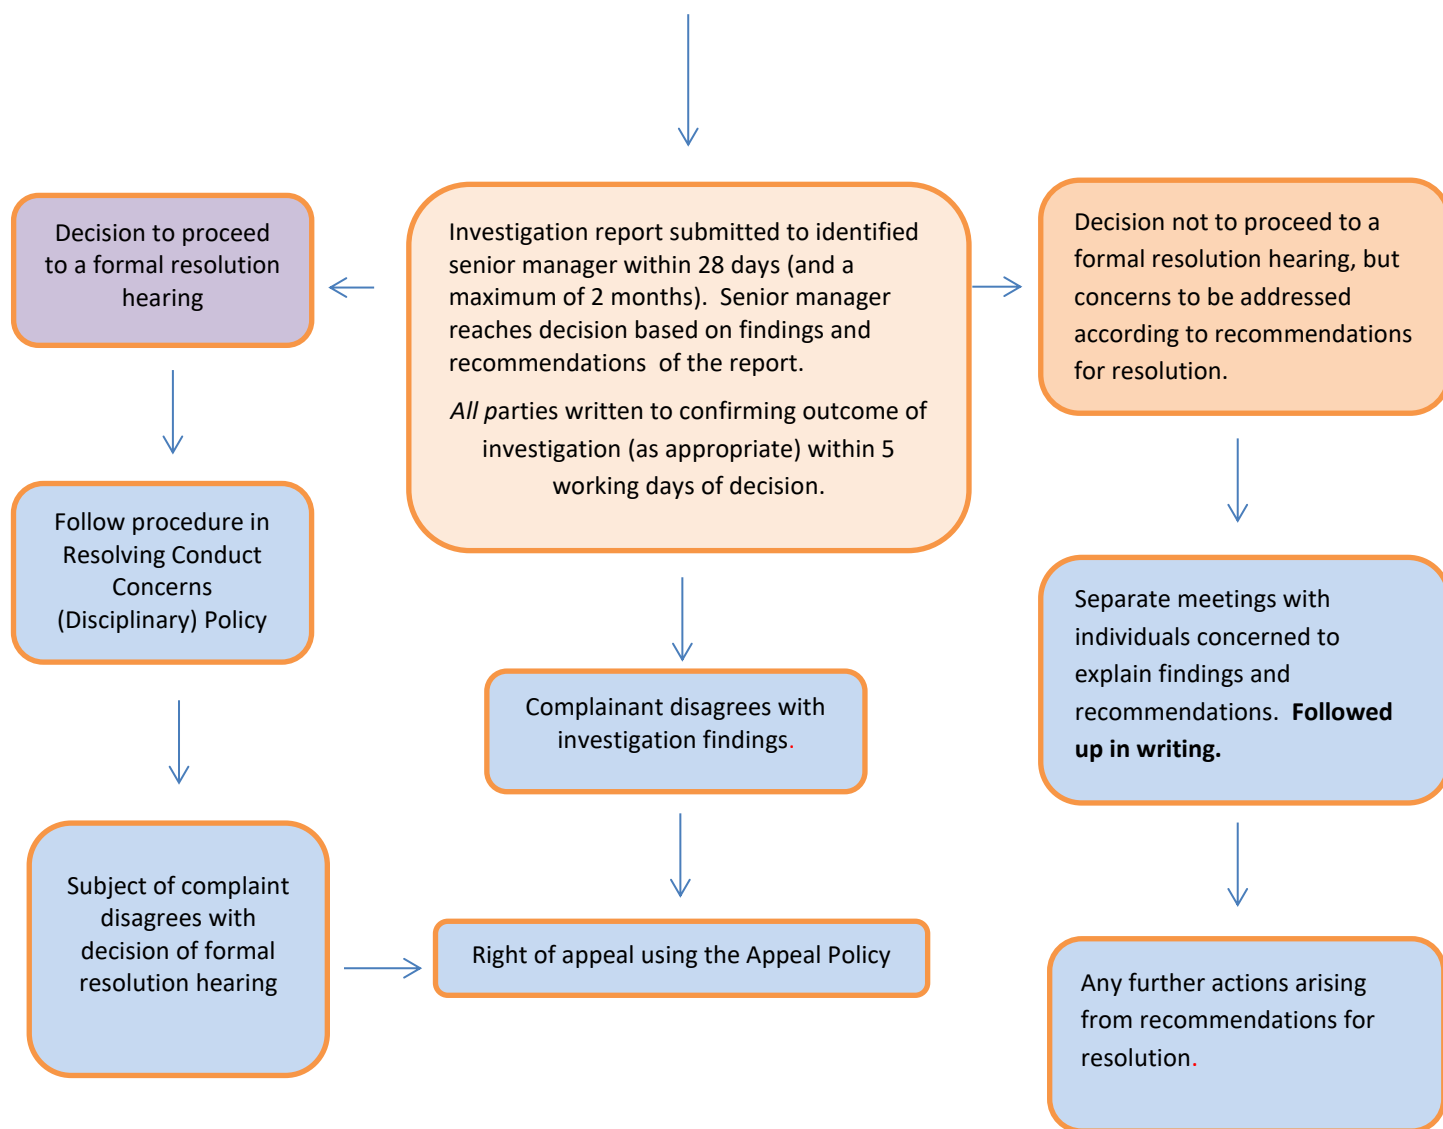 Decision to proceed
to a formal resolution
hearing
Investigation report submitted to identified
senior manager within 28 days (and a
maximum of 2 months).  Senior manager
reaches decision based on findings and
recommendations  of the report.
All parties written to confirming outcome of
investigation (as appropriate) within 5
working days of decision.
Decision not to proceed to a
formal resolution hearing, but
concerns to be addressed
according to recommendations
for resolution.
Follow procedure in
Resolving Conduct
Concerns
(Disciplinary) Policy
Complainant disagrees with
investigation findings.
Separate meetings with
individuals concerned to
explain findings and
recommendations.  Followed
up in writing.
Subject of complaint
disagrees with
decision of formal
resolution hearing
Right of appeal using the Appeal Policy
Any further actions arising
from recommendations for
resolution.